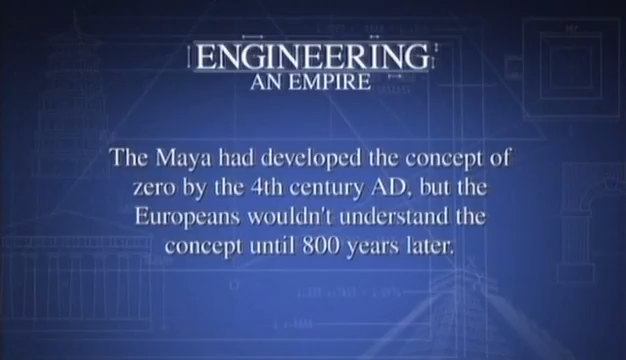 ENGINEERING
AN EMPIRE
The Maya had developed the concept of
zero by the 4th century AD, but the
Europeans wouldn't understand the
concept until 800 years later.